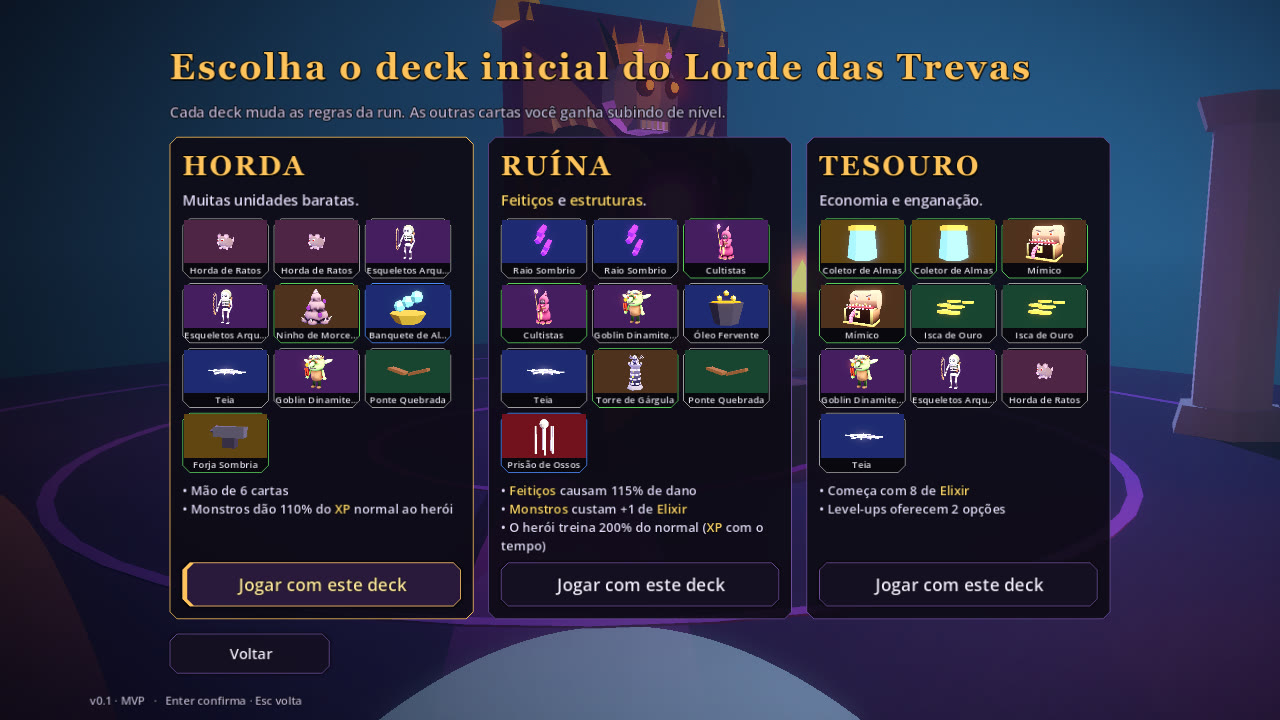 Escolha o deck inicial do Lorde das Trevas
Cada deck muda as regras da run. As outras cartas você ganha subindo de nível.
HORDA
Muitas unidades baratas.
Horda de Ratos
Horda de Ratos
Esqueletos Arqu...
Esqueletos Arqu...
Ninho de Morce...
Banquete de Al...
Teia
Goblin Dinamite...
Ponte Quebrada
Forja Sombria
• Mão de 6 cartas
• Monstros dão 110% do XP normal ao herói
Jogar com este deck
RUÍNA
Feitiços e estruturas.
Raio Sombrio
Raio Sombrio
Cultistas
Cultistas
Goblin Dinamite...
Óleo Fervente
Teia
Torre de Gárgula
Ponte Quebrada
Prisão de Ossos
• Feitiços causam 115% de dano
• Monstros custam +1 de Elixir
• O herói treina 200% do normal (XP com o
tempo)
Jogar com este deck
TESOURO
Economia e enganação.
Coletor de Almas
Coletor de Almas
Mímico
Mímico
Isca de Ouro
Isca de Ouro
Goblin Dinamite...
Esqueletos Arqu...
Horda de Ratos
Teia
• Começa com 8 de Elixir
• Level-ups oferecem 2 opções
Jogar com este deck
Voltar
v0.1 · MVP · Enter confirma · Esc volta